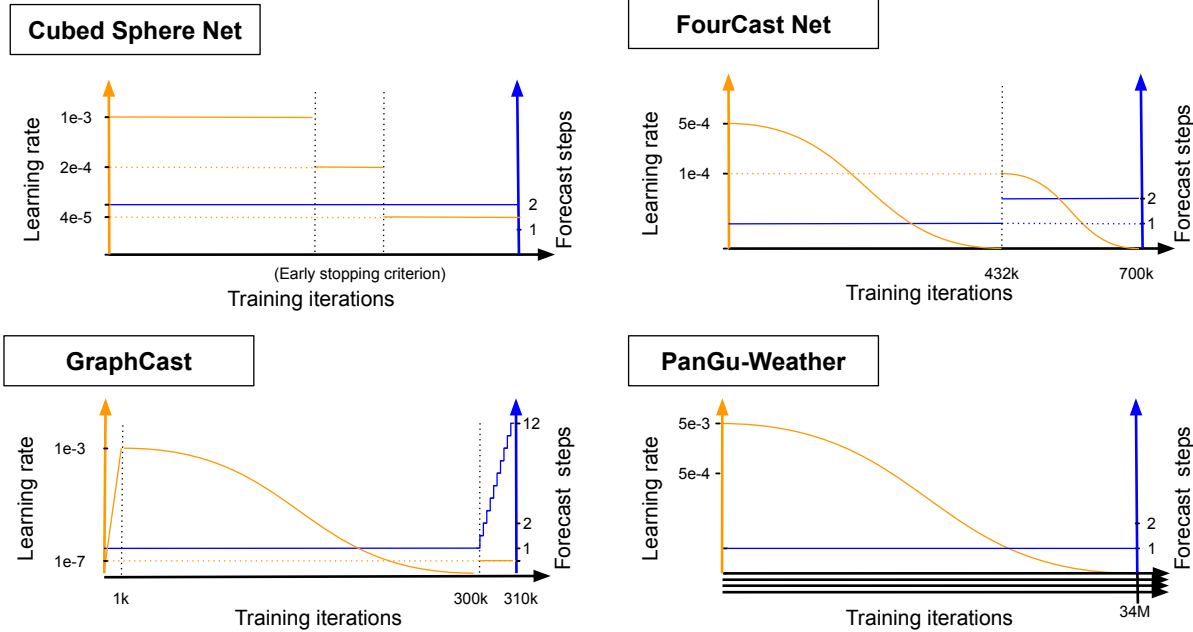 Cubed Sphere Net
Learning rate
1e-3
2e-4
4e-5
2
1
Forecast steps
(Early stopping criterion)
Training iterations
FourCast Net
Learning rate
5e-4
1e-4
2
1
Forecast steps
432k
700k
Training iterations
GraphCast
Learning rate
1e-3
1e-7
12
2
1
Forecast steps
1k
300k
310k
Training iterations
PanGu-Weather
Learning rate
5e-3
5e-4
2
1
Forecast steps
34M
Training iterations